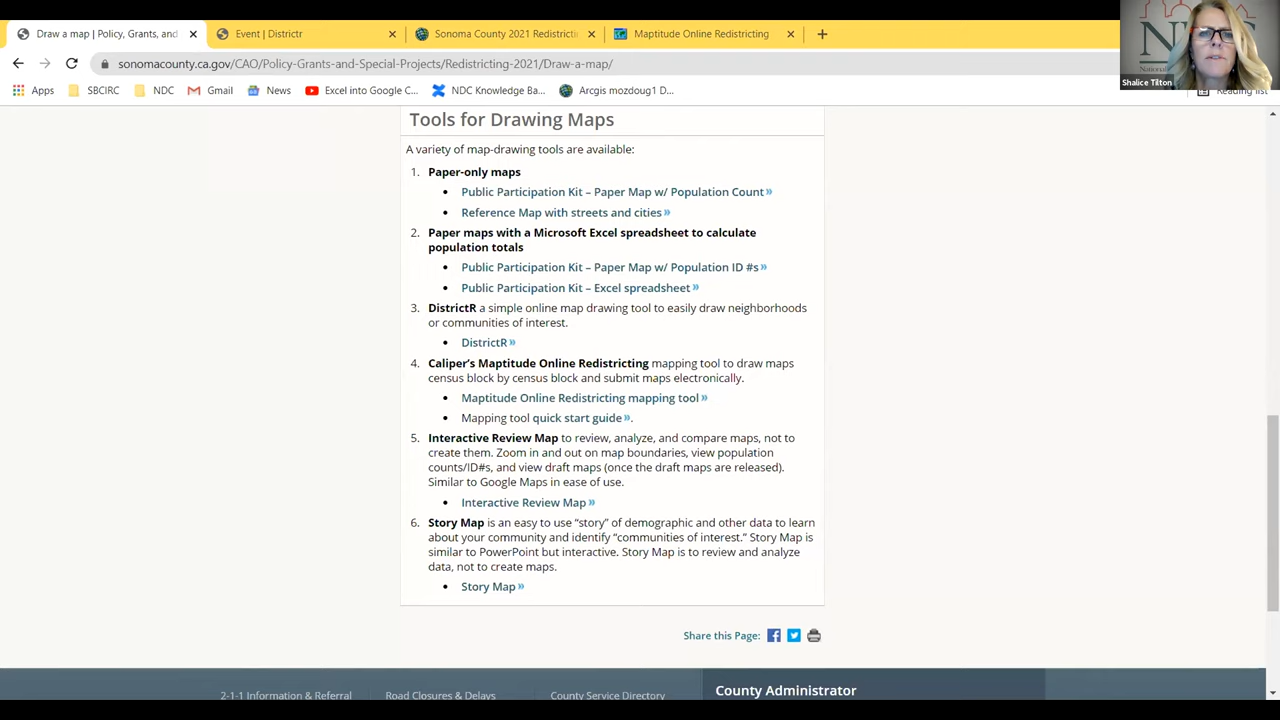 Draw a map | Policy, Grants, and
Event | Districtr
Sonoma County 2021 Redistricti
Maptitude Online Redistricting
sonomacounty.ca.gov/CAO/Policy-Grants-and-Special-Projects/Redistricting-2021/Draw-a-map/
Apps
SBCIRC
NDC
Gmail
News
Excel into Google C...
NDC Knowledge Ba...
Arcgis mozdoug1 D...
Reading list
National
Shalice Tilton
Tools for Drawing Maps
A variety of map-drawing tools are available:
1. Paper-only maps
• Public Participation Kit – Paper Map w/ Population Count »
• Reference Map with streets and cities »
2. Paper maps with a Microsoft Excel spreadsheet to calculate
population totals
• Public Participation Kit – Paper Map w/ Population ID #s »
• Public Participation Kit – Excel spreadsheet »
3. DistrictR a simple online map drawing tool to easily draw neighborhoods
or communities of interest.
• DistrictR »
4. Caliper's Maptitude Online Redistricting mapping tool to draw maps
census block by census block and submit maps electronically.
• Maptitude Online Redistricting mapping tool »
• Mapping tool quick start guide ».
5. Interactive Review Map to review, analyze, and compare maps, not to
create them. Zoom in and out on map boundaries, view population
counts/ID#s, and view draft maps (once the draft maps are released).
Similar to Google Maps in ease of use.
• Interactive Review Map »
6. Story Map is an easy to use “story” of demographic and other data to learn
about your community and identify “communities of interest.” Story Map is
similar to PowerPoint but interactive. Story Map is to review and analyze
data, not to create maps.
• Story Map »
Share this Page:
2-1-1 Information & Referral
Road Closures & Delays
County Service Directory
County Administrator